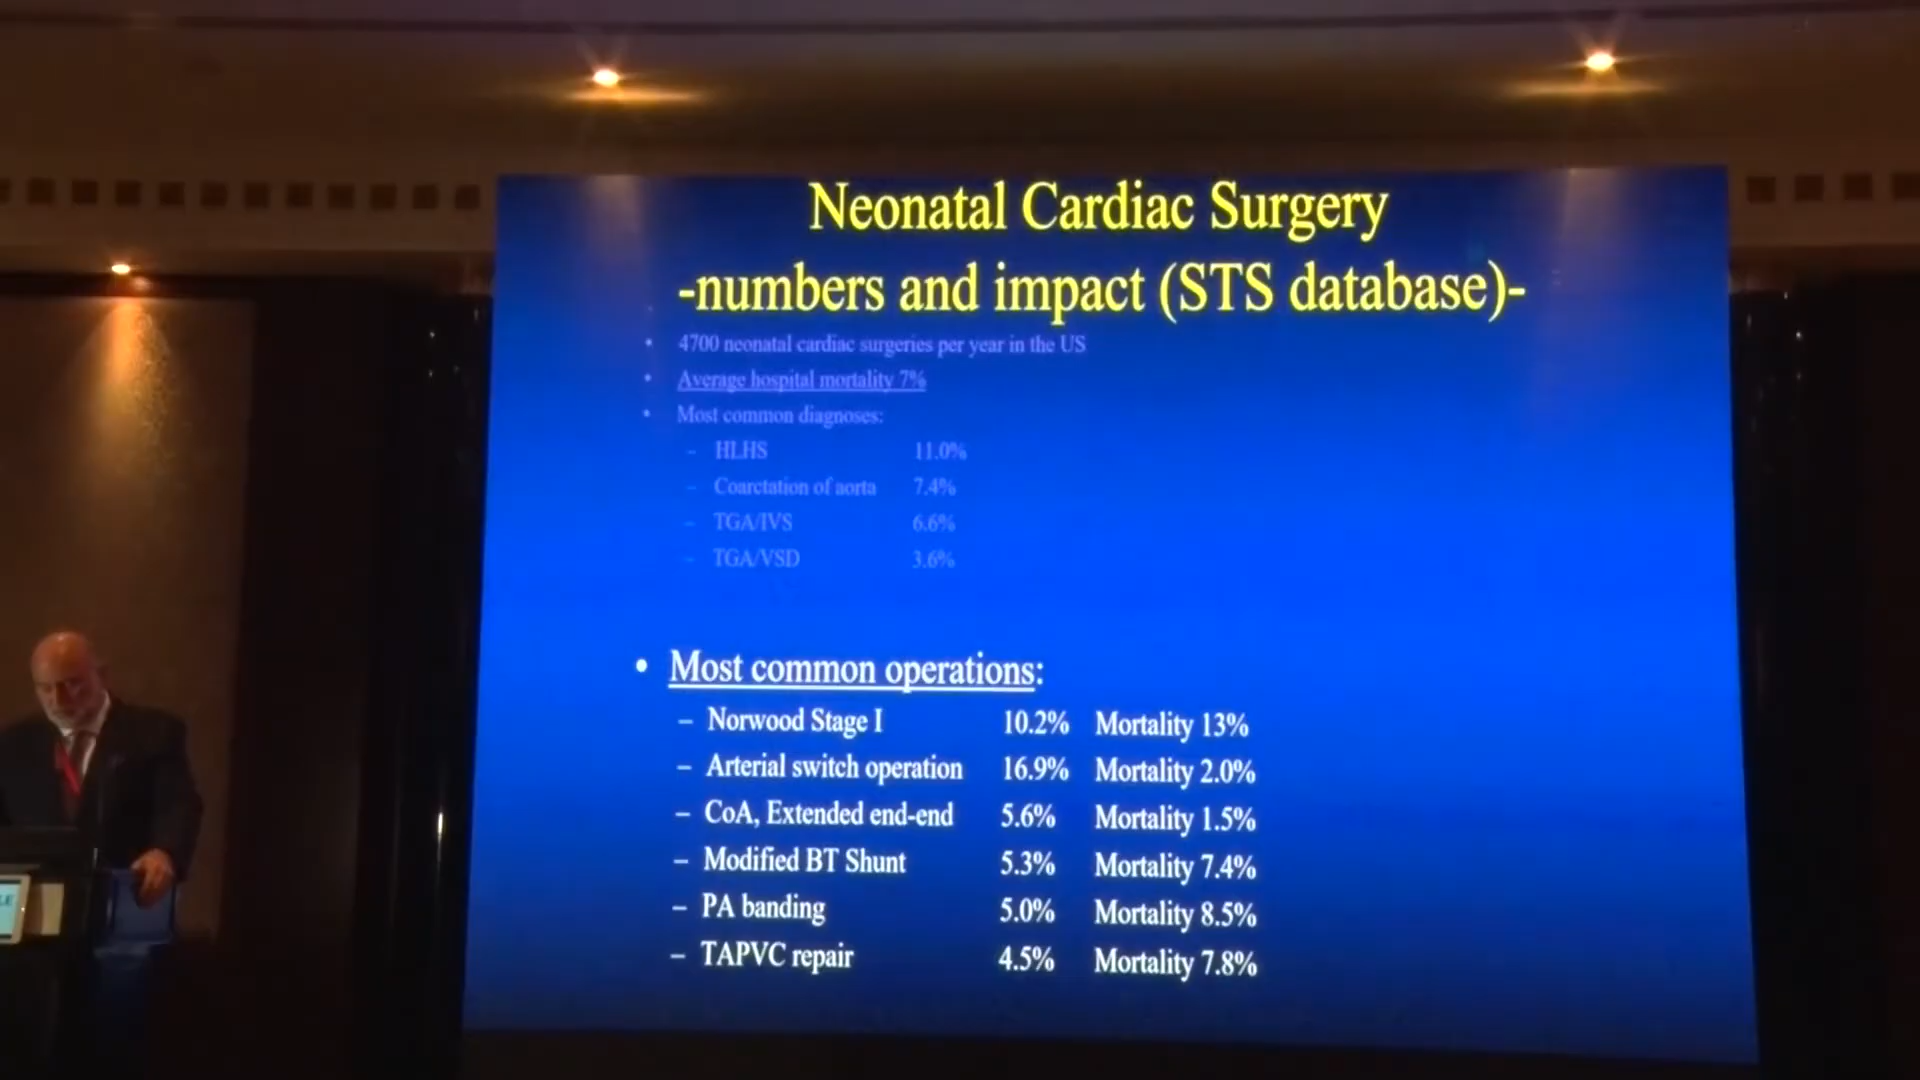 Neonatal Cardiac Surgery
-numbers and impact (STS database)-
• 4700 neonatal cardiac surgeries per year in the US
• Average hospital mortality 7%
• Most common diagnoses:
– HLHS 11.0%
– Coarctation of aorta 7.4%
– TGA/IVS 6.6%
– TGA/VSD 3.6%
• Most common operations:
– Norwood Stage I 10.2% Mortality 13%
– Arterial switch operation 16.9% Mortality 2.0%
– CoA, Extended end-end 5.6% Mortality 1.5%
– Modified BT Shunt 5.3% Mortality 7.4%
– PA banding 5.0% Mortality 8.5%
– TAPVC repair 4.5% Mortality 7.8%